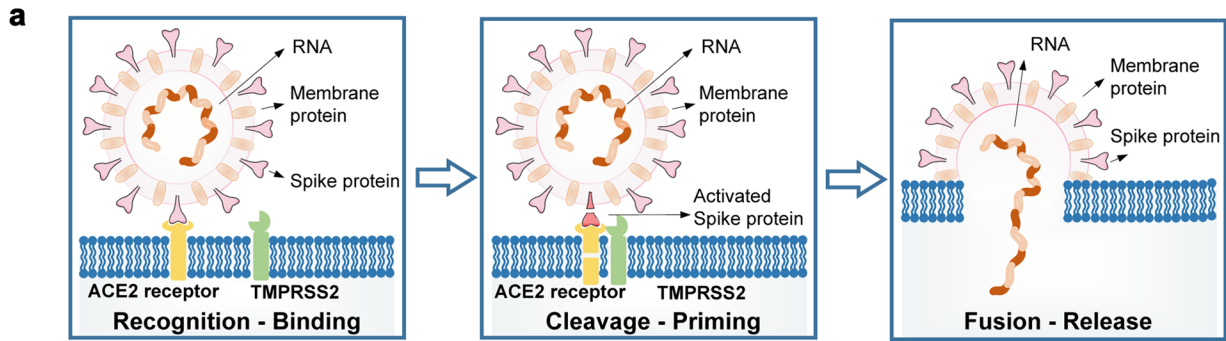 a
RNA
Membrane
protein
Spike protein
ACE2 receptor
TMPRSS2
Recognition - Binding
RNA
Membrane
protein
Activated
Spike protein
ACE2 receptor
TMPRSS2
Cleavage - Priming
RNA
Membrane
protein
Spike protein
Fusion - Release